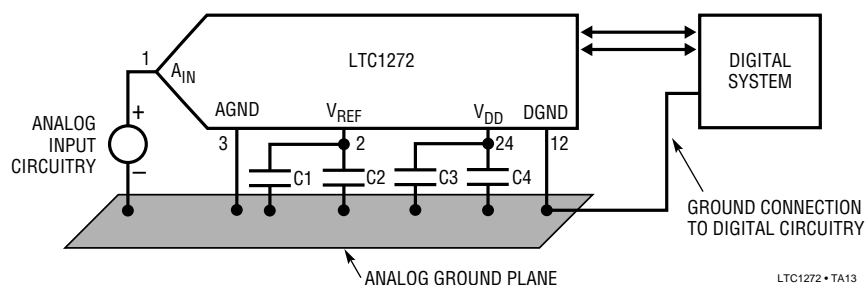 1
A_IN
LTC1272
DIGITAL
SYSTEM
AGND
V_REF
V_DD
DGND
+
ANALOG
INPUT
CIRCUITRY
–
3
2
24
12
C1
C2
C3
C4
GROUND CONNECTION
TO DIGITAL CIRCUITRY
ANALOG GROUND PLANE
LTC1272 • TA13